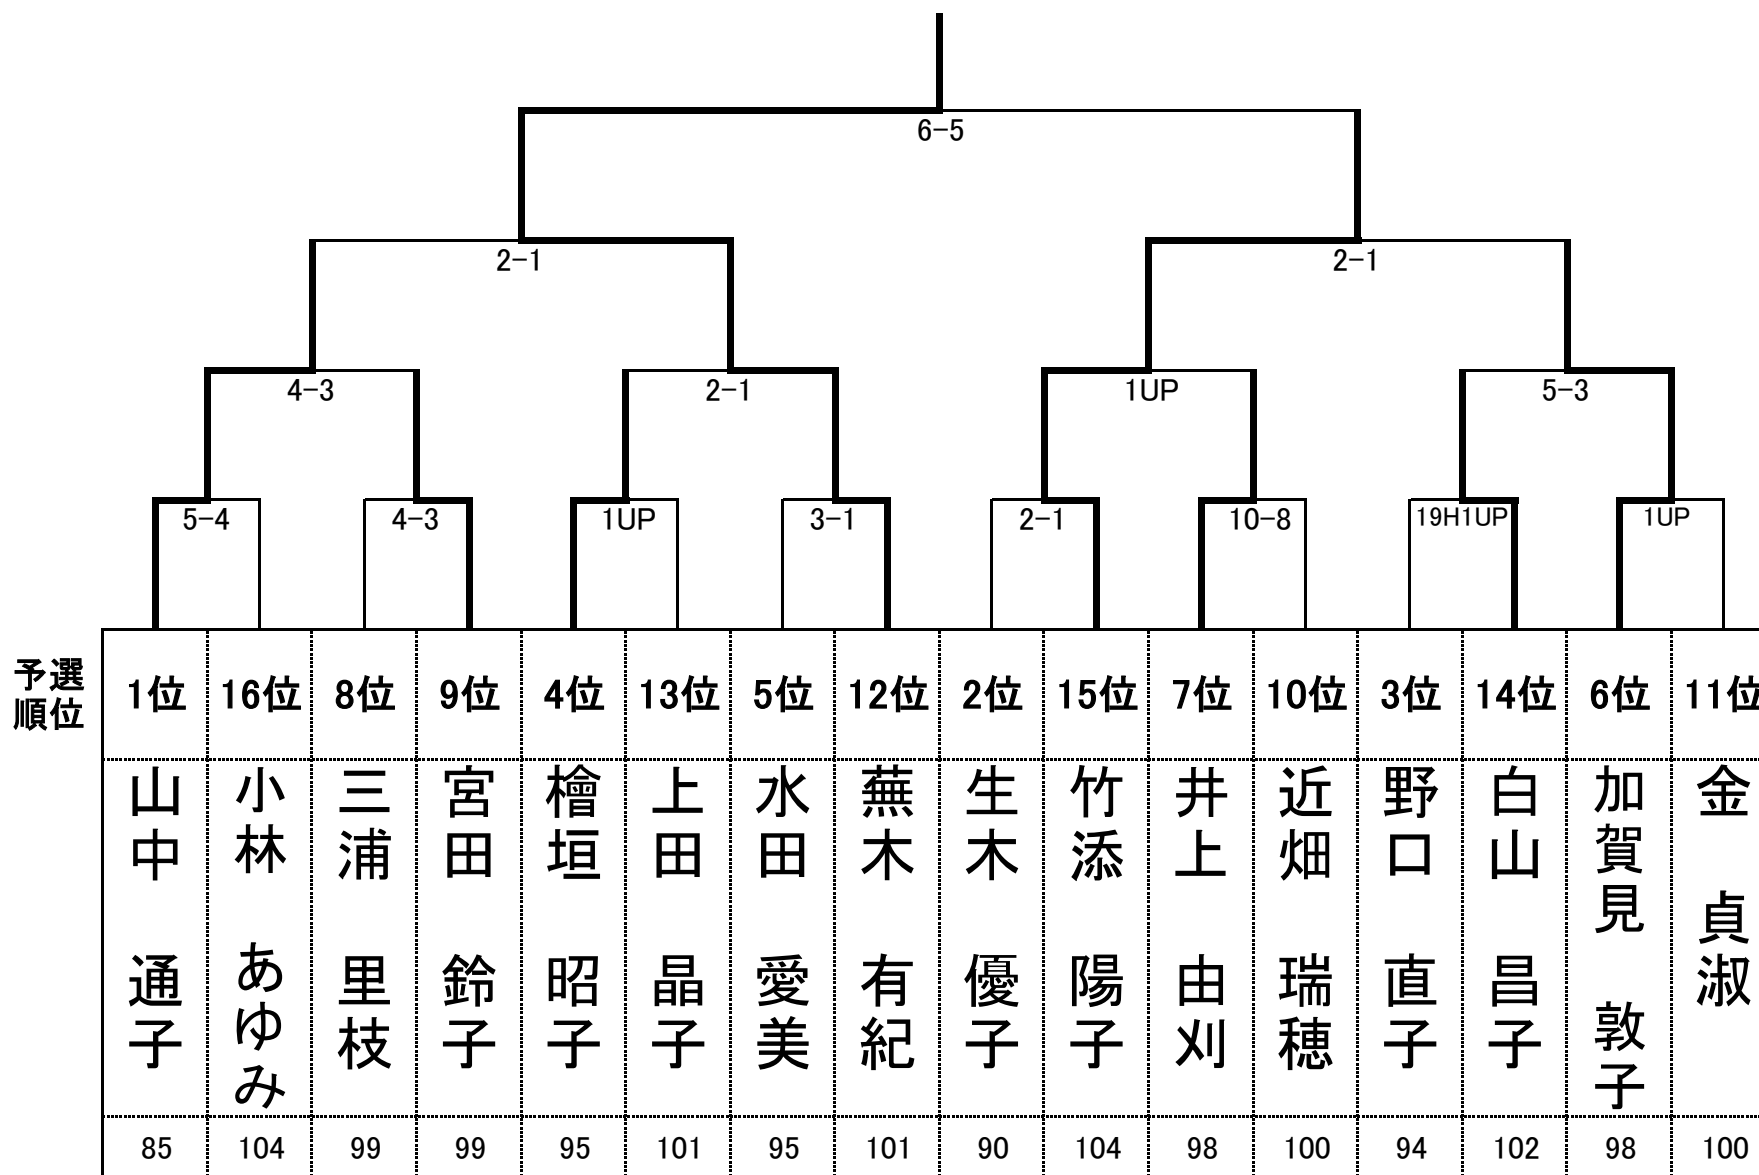 6-5
2-1
2-1
4-3
2-1
1UP
5-3
5-4
4-3
1UP
3-1
2-1
10-8
19H1UP
1UP
予選
順位
1位 16位 8位 9位 4位 13位 5位 12位 2位 15位 7位 10位 3位 14位 6位 11位
山中 通子
小林 あゆみ
三浦 里枝
宮田 鈴子
檜垣 昭子
上田 晶子
水田 愛美
蕪木 有紀
生木 優子
竹添 陽子
井上 由刈
近畑 瑞穂
野口 直子
白山 昌子
加賀見 敦子
金 貞淑
85 104 99 99 95 101 95 101 90 104 98 100 94 102 98 100